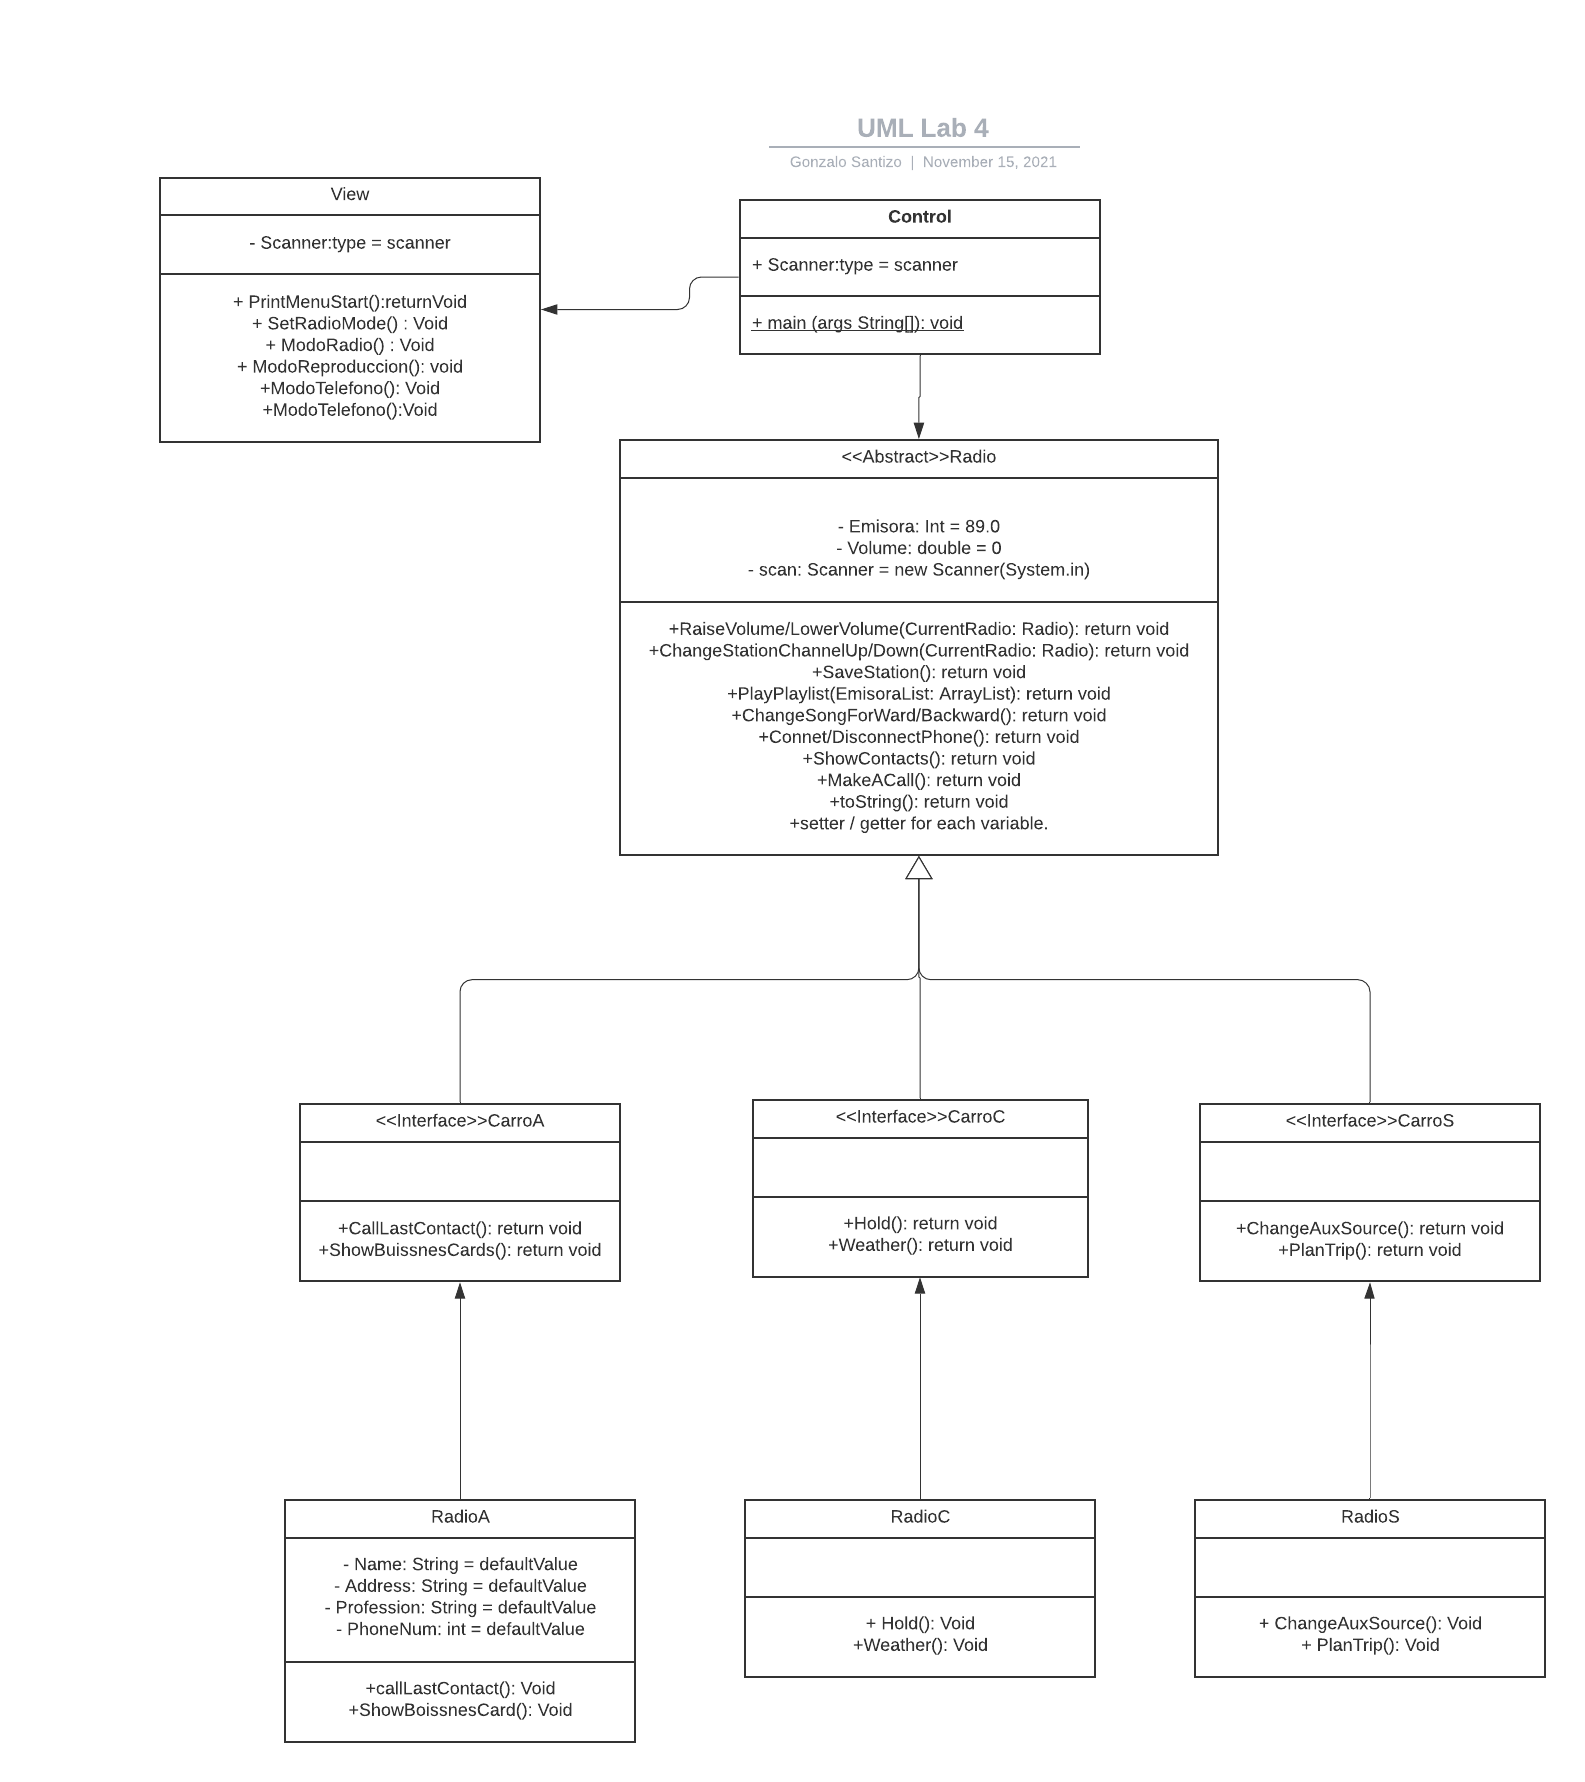 UML Lab 4
Gonzalo Santizo | November 15, 2021
View
- Scanner:type = scanner
+ PrintMenuStart():returnVoid
+ SetRadioMode() : Void
+ ModoRadio() : Void
+ ModoReproduccion(): void
+ModoTelefono(): Void
+ModoTelefono():Void
Control
+ Scanner:type = scanner
+ main (args String[]): void
<<Abstract>>Radio
- Emisora: Int = 89.0
- Volume: double = 0
- scan: Scanner = new Scanner(System.in)
+RaiseVolume/LowerVolume(CurrentRadio: Radio): return void
+ChangeStationChannelUp/Down(CurrentRadio: Radio): return void
+SaveStation(): return void
+PlayPlaylist(EmisoraList: ArrayList): return void
+ChangeSongForWard/Backward(): return void
+Connet/DisconnectPhone(): return void
+ShowContacts(): return void
+MakeACall(): return void
+toString(): return void
+setter / getter for each variable.
<<Interface>>CarroA
+CallLastContact(): return void
+ShowBuissnesCards(): return void
<<Interface>>CarroC
+Hold(): return void
+Weather(): return void
<<Interface>>CarroS
+ChangeAuxSource(): return void
+PlanTrip(): return void
RadioA
- Name: String = defaultValue
- Address: String = defaultValue
- Profession: String = defaultValue
- PhoneNum: int = defaultValue
+callLastContact(): Void
+ShowBoissnesCard(): Void
RadioC
+ Hold(): Void
+Weather(): Void
RadioS
+ ChangeAuxSource(): Void
+ PlanTrip(): Void